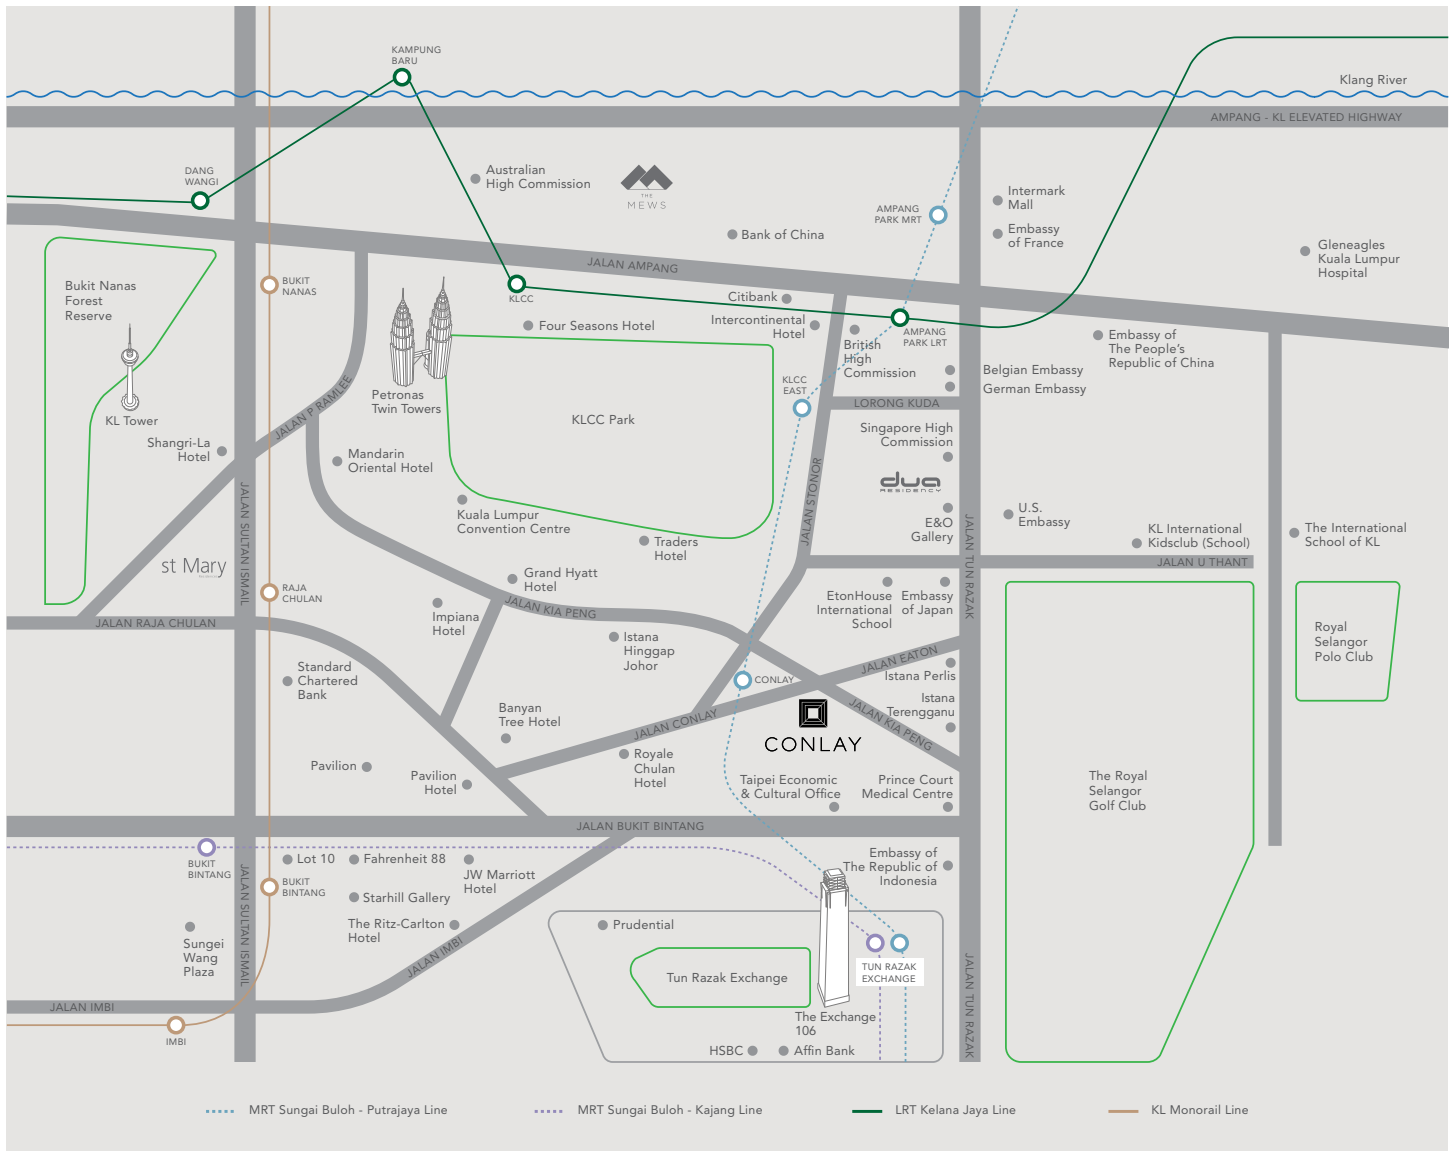 KAMPUNG
BARU
Klang River
AMPANG - KL ELEVATED HIGHWAY
DANG
WANGI
Australian
High Commission
THE
MEWS
AMPANG
PARK MRT
Intermark
Mall
Embassy
of France
Bank of China
Gleneagles
Kuala Lumpur
Hospital
JALAN AMPANG
Bukit Nanas
Forest
Reserve
BUKIT
NANAS
KLCC
Citibank
Intercontinental
Hotel
Four Seasons Hotel
British
High
Commission
AMPANG
PARK LRT
Embassy of
The People's
Republic of China
Belgian Embassy
German Embassy
KLCC
EAST
LORONG KUDA
Petronas
Twin Towers
KLCC Park
KL Tower
JALAN P RAMLEE
Shangri-La
Hotel
Mandarin
Oriental Hotel
Singapore High
Commission
dua
RESIDENCY
JALAN STONOR
JALAN SULTAN ISMAIL
Kuala Lumpur
Convention Centre
Traders
Hotel
E&O
Gallery
U.S.
Embassy
JALAN TUN RAZAK
KL International
Kidsclub (School)
The International
School of KL
JALAN U THANT
st Mary
Grand Hyatt
Hotel
RAJA
CHULAN
JALAN RAJA CHULAN
Impiana
Hotel
JALAN KIA PENG
EtonHouse
International
School
Embassy
of Japan
Istana
Hinggap
Johor
Royal
Selangor
Polo Club
JALAN EATON
Istana Perlis
Standard
Chartered
Bank
CONLAY
Istana
Terengganu
Banyan
Tree Hotel
JALAN CONLAY
JALAN KIA PENG
CONLAY
Royale
Chulan
Hotel
Pavilion
Pavilion
Hotel
Taipei Economic
& Cultural Office
Prince Court
Medical Centre
The Royal
Selangor
Golf Club
JALAN BUKIT BINTANG
BUKIT
BINTANG
Lot 10
Fahrenheit 88
JW Marriott
Hotel
BUKIT
BINTANG
Starhill Gallery
Embassy of
The Republic of
Indonesia
JALAN SULTAN ISMAIL
The Ritz-Carlton
Hotel
Sungei
Wang
Plaza
JALAN IMBI
Prudential
Tun Razak Exchange
TUN RAZAK
EXCHANGE
JALAN TUN RAZAK
JALAN IMBI
IMBI
The Exchange
106
HSBC
Affin Bank
MRT Sungai Buloh - Putrajaya Line
MRT Sungai Buloh - Kajang Line
LRT Kelana Jaya Line
KL Monorail Line